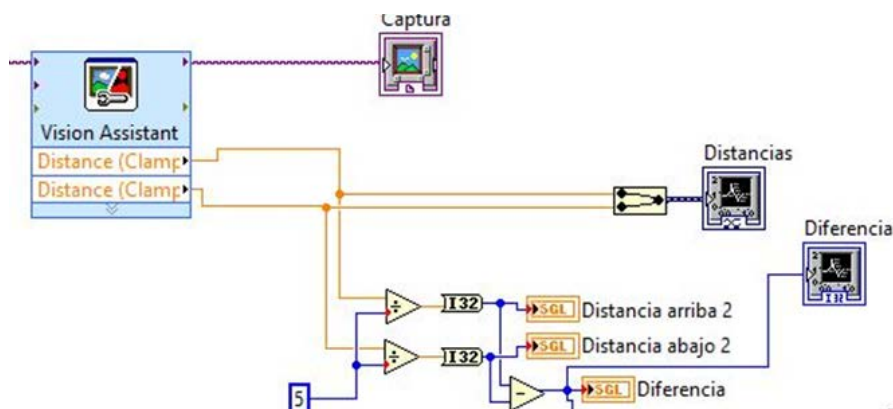 Captura
Vision Assistant
Distance (Clamp
Distance (Clamp
Distancias
Diferencia
I32
I32
SGL
Distancia arriba 2
I32
SGL
Distancia abajo 2
5
SGL
Diferencia